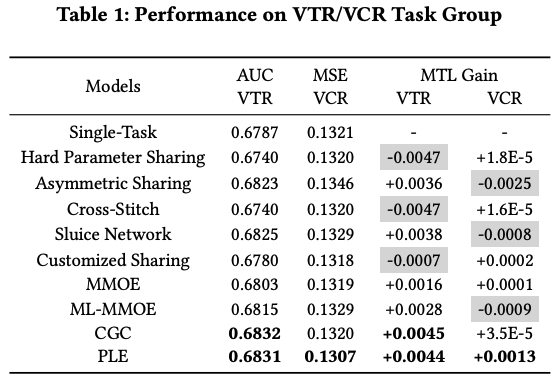 Table 1: Performance on VTR/VCR Task Group
Models AUC MSE MTL Gain
VTR VCR VTR VCR
Single-Task 0.6787 0.1321 - -
Hard Parameter Sharing 0.6740 0.1320 -0.0047 +1.8E-5
Asymmetric Sharing 0.6823 0.1346 +0.0036 -0.0025
Cross-Stitch 0.6740 0.1320 -0.0047 +1.6E-5
Sluice Network 0.6825 0.1329 +0.0038 -0.0008
Customized Sharing 0.6780 0.1318 -0.0007 +0.0002
MMOE 0.6803 0.1319 +0.0016 +0.0001
ML-MMOE 0.6815 0.1329 +0.0028 -0.0009
CGC 0.6832 0.1320 +0.0045 +3.5E-5
PLE 0.6831 0.1307 +0.0044 +0.0013